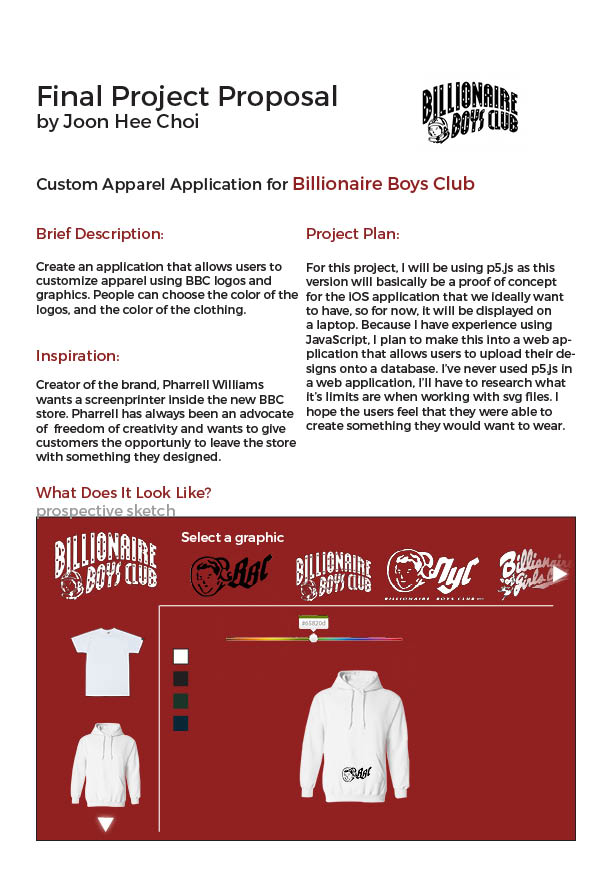 Final Project Proposal
by Joon Hee Choi
BILLIONAIRE
BOYS CLUB
Custom Apparel Application for Billionaire Boys Club
Brief Description:
Create an application that allows users to
customize apparel using BBC logos and
graphics. People can choose the color of the
logos, and the color of the clothing.
Inspiration:
Creator of the brand, Pharrell Williams
wants a screenprinter inside the new BBC
store. Pharrell has always been an advocate
of freedom of creativity and wants to give
customers the opportuniy to leave the store
with something they designed.
Project Plan:
For this project, I will be using p5.js as this
version will basically be a proof of concept
for the iOS application that we ideally want
to have, so for now, it will be displayed on
a laptop. Because I have experience using
JavaScript, I plan to make this into a web ap-
plication that allows users to upload their de-
signs onto a database. I've never used p5.js in
a web application, I'll have to research what
it's limits are when working with svg files. I
hope the users feel that they were able to
create something they would want to wear.
What Does It Look Like?
prospective sketch
BILLIONAIRE
BOYS CLUB
Select a graphic
BBC
BILLIONAIRE
BOYS CLUB
Nyc
BILLIONAIRE BOYS CLUB
Billionair
Girls
BBC